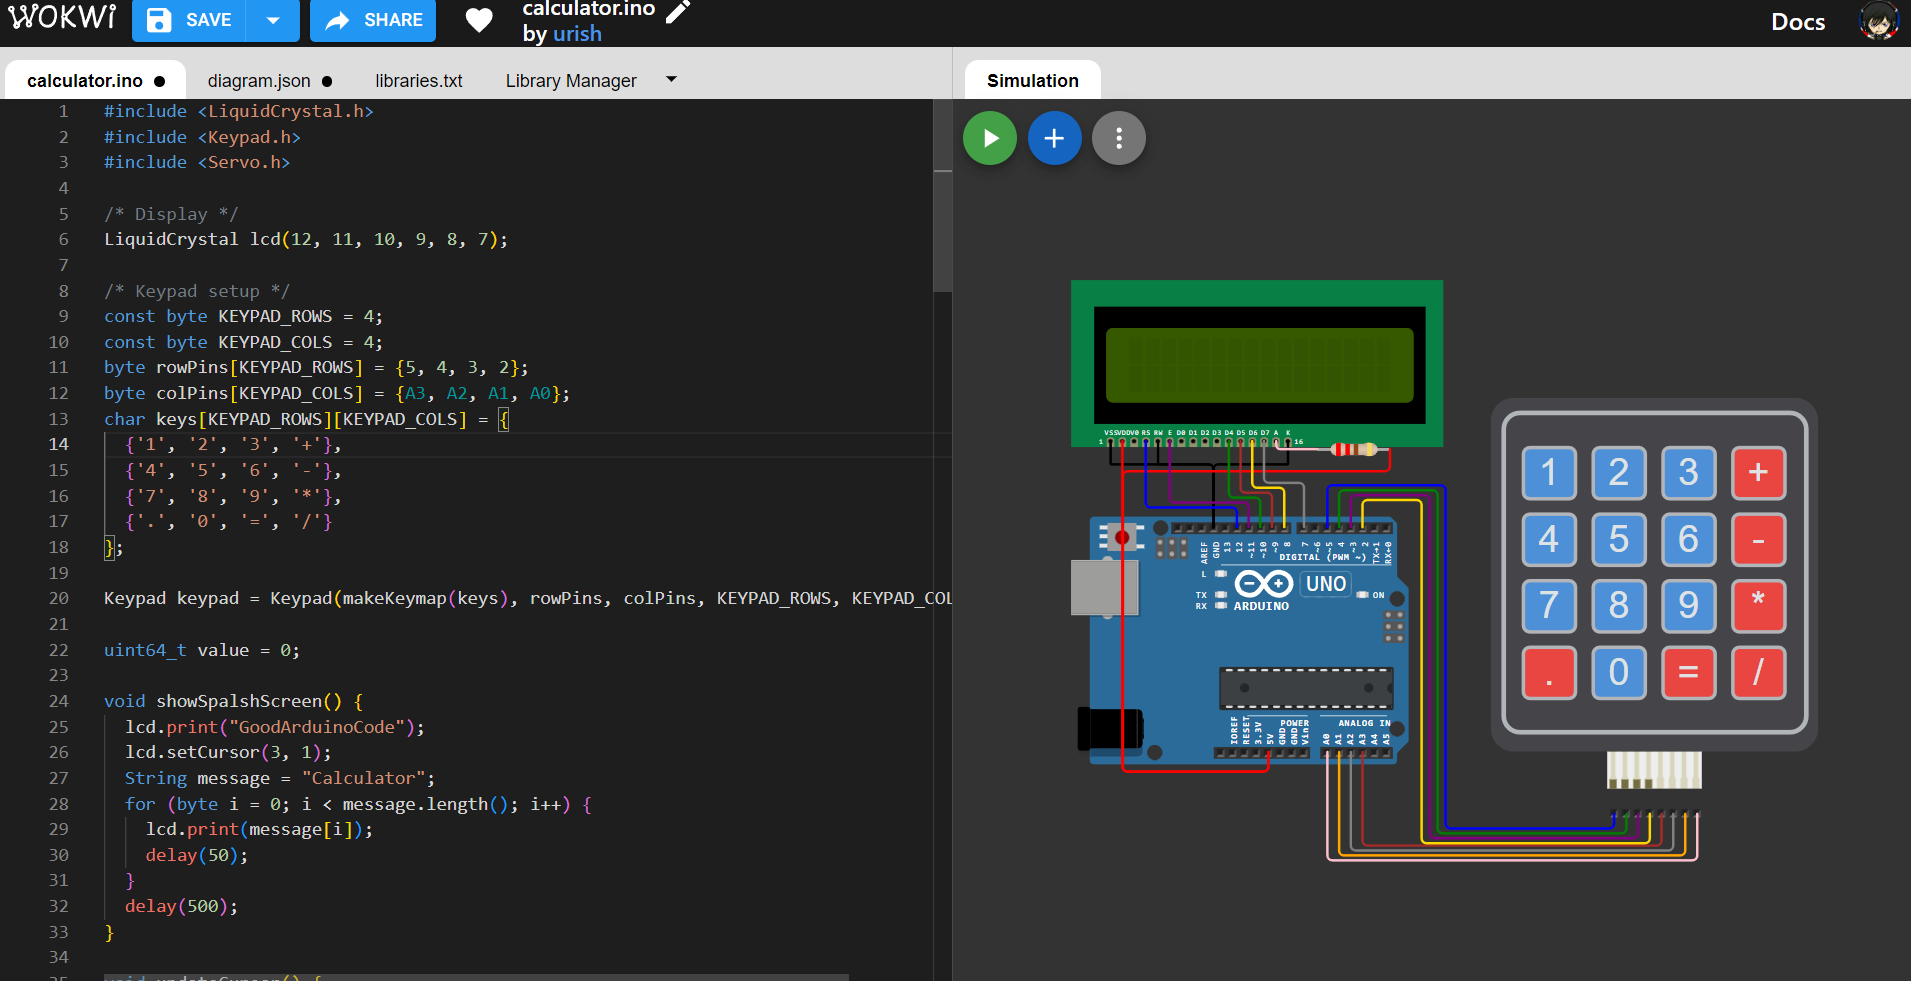 WOKWI SAVE SHARE calculator.ino
by urish
Docs
calculator.ino diagram.json libraries.txt Library Manager
Simulation
1 #include <LiquidCrystal.h>
2 #include <Keypad.h>
3 #include <Servo.h>
4
5 /* Display */
6 LiquidCrystal lcd(12, 11, 10, 9, 8, 7);
7
8 /* Keypad setup */
9 const byte KEYPAD_ROWS = 4;
10 const byte KEYPAD_COLS = 4;
11 byte rowPins[KEYPAD_ROWS] = {5, 4, 3, 2};
12 byte colPins[KEYPAD_COLS] = {A3, A2, A1, A0};
13 char keys[KEYPAD_ROWS][KEYPAD_COLS] = {
14 {'1', '2', '3', '+'},
15 {'4', '5', '6', '-'},
16 {'7', '8', '9', '*'},
17 {'.', '0', '=', '/'}
18 };
19
20 Keypad keypad = Keypad(makeKeymap(keys), rowPins, colPins, KEYPAD_ROWS, KEYPAD_COL
21
22 uint64_t value = 0;
23
24 void showSpalshScreen() {
25 lcd.print("GoodArduinoCode");
26 lcd.setCursor(3, 1);
27 String message = "Calculator";
28 for (byte i = 0; i < message.length(); i++) {
29 lcd.print(message[i]);
30 delay(50);
31 }
32 delay(500);
33 }
34
35 void updateCursor() {
VSS VDD V0 RS RW E D0 D1 D2 D3 D4 D5 D6 D7 A K
1 16
AREF GND 13 12 ~11 ~10 ~9 8 7 ~6 ~5 4 ~3 2 TX→1 RX←0
DIGITAL (PWM ~)
L
TX
RX
ARDUINO
UNO
ON
IOREF RESET 3.3V 5V GND GND Vin
POWER
ANALOG IN
A0 A1 A2 A3 A4 A5
1 2 3 +
4 5 6 -
7 8 9 *
. 0 = /